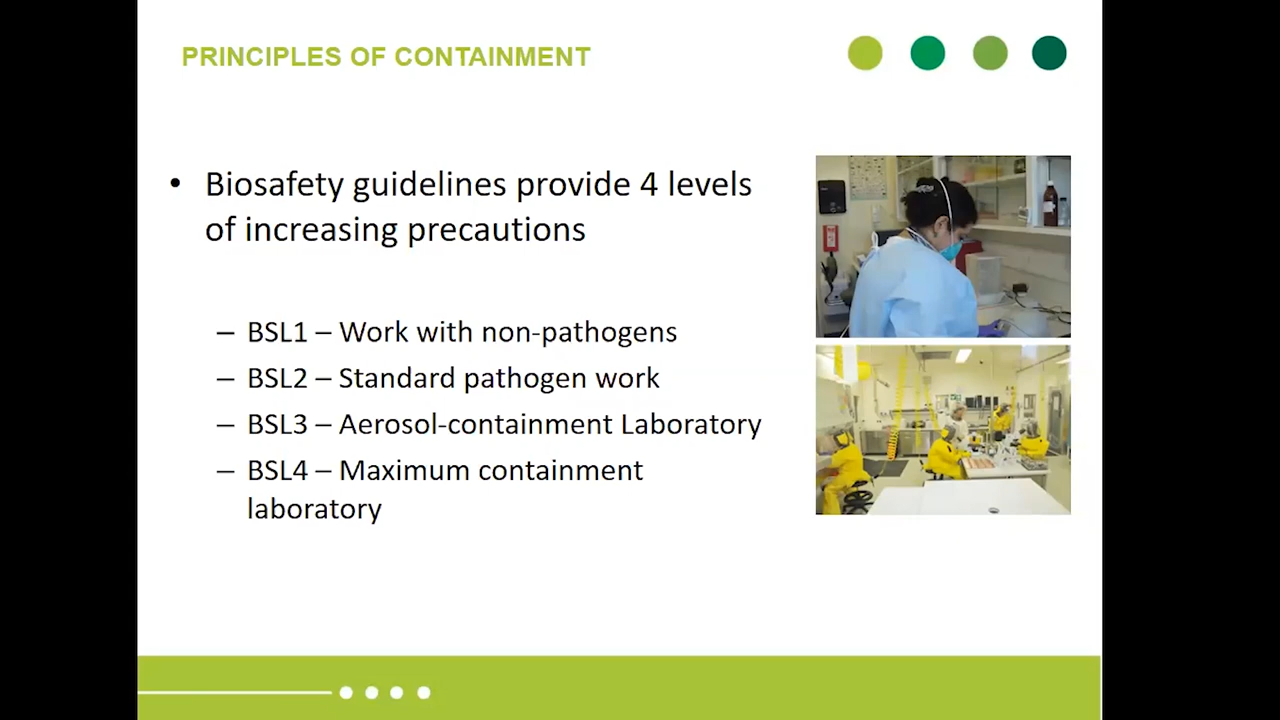 PRINCIPLES OF CONTAINMENT
• Biosafety guidelines provide 4 levels
of increasing precautions
– BSL1 – Work with non-pathogens
– BSL2 – Standard pathogen work
– BSL3 – Aerosol-containment Laboratory
– BSL4 – Maximum containment
laboratory